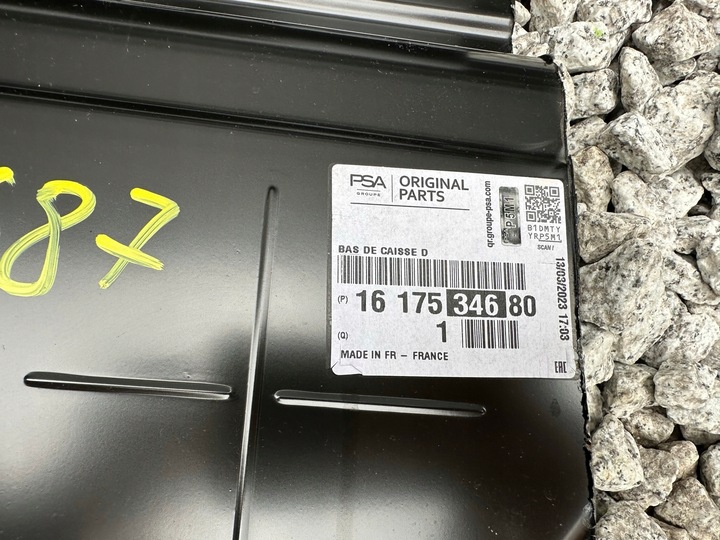 87
PSA
GROUPE
ORIGINAL
PARTS
qr.groupe-psa.com
P5M1
B1DMTY
YRP5M1
SCAN!
BAS DE CAISSE D
(P) 16 175 346 80
(Q) 1
13/03/2023 17:03
MADE IN FR - FRANCE
EAC